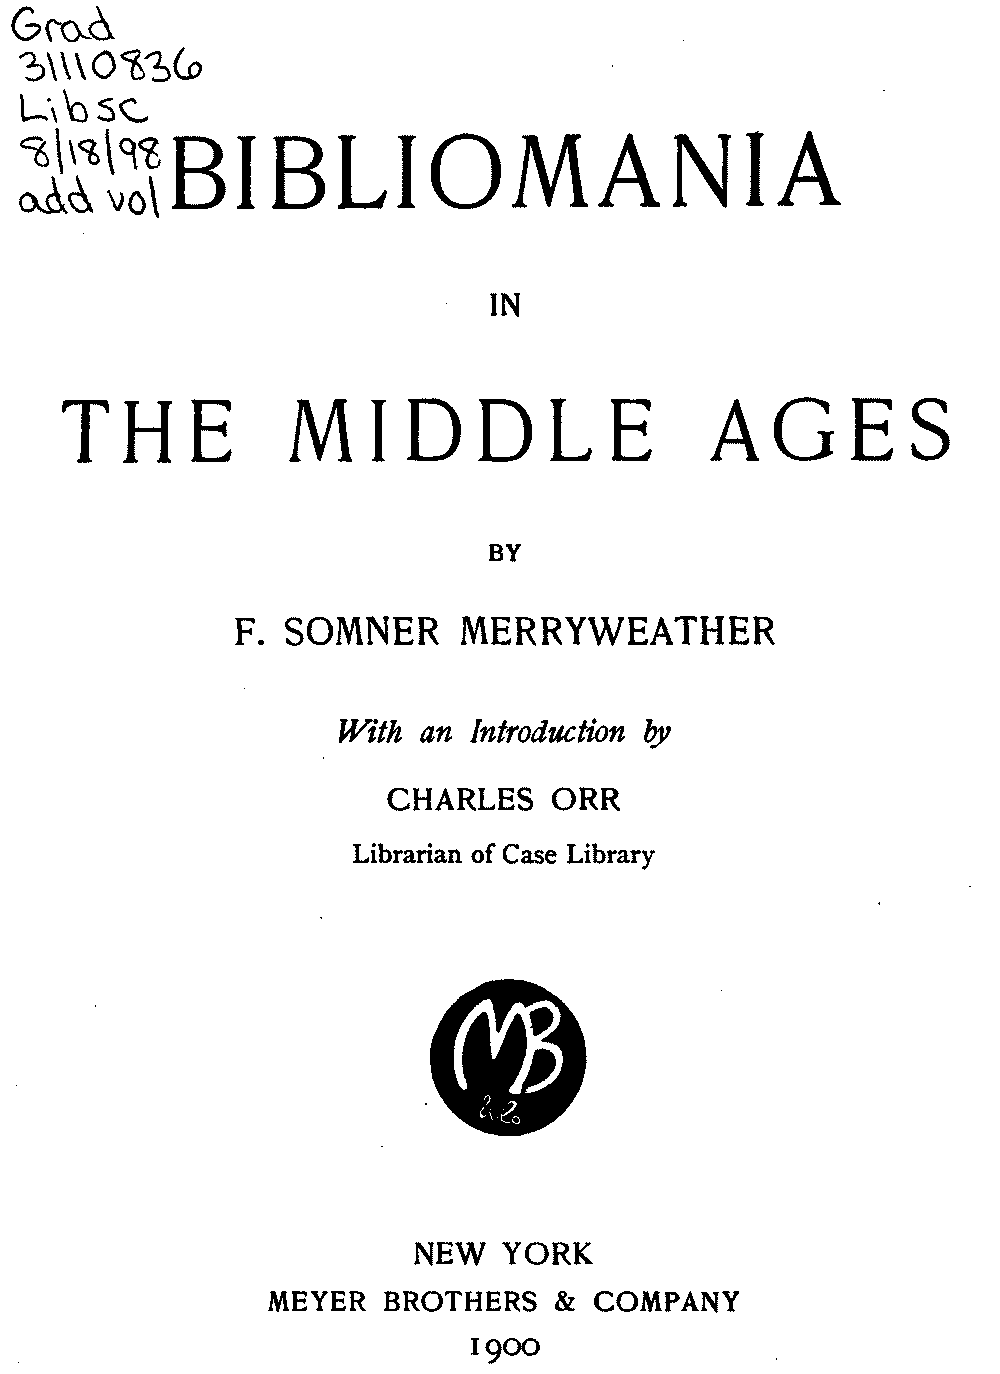 Grad
31110836
Libsc
8/18/98
add vol
BIBLIOMANIA
IN
THE MIDDLE AGES
BY
F. SOMNER MERRYWEATHER
With an Introduction by
CHARLES ORR
Librarian of Case Library
MB
& Co
NEW YORK
MEYER BROTHERS & COMPANY
1900